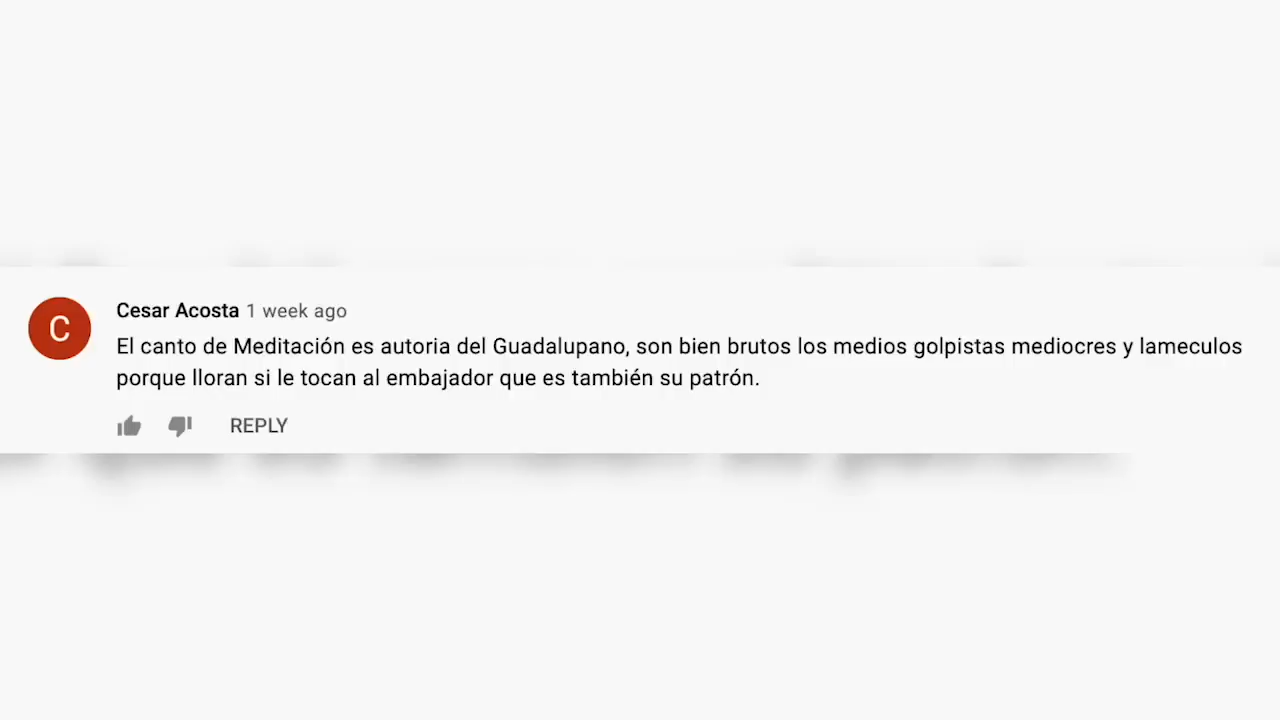 C
Cesar Acosta 1 week ago
El canto de Meditación es autoria del Guadalupano, son bien brutos los medios golpistas mediocres y lameculos
porque lloran si le tocan al embajador que es también su patrón.
REPLY